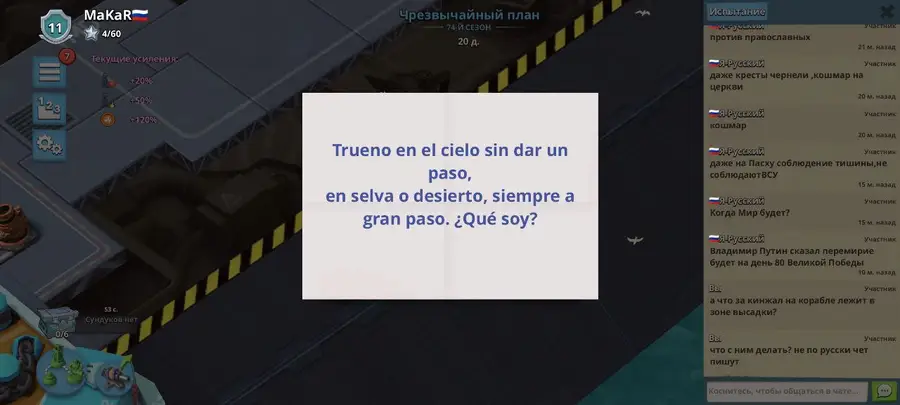 MaKaR🇷🇺
11
4/60
7
Текущие усиления:
+20%
+50%
+120%
Чрезвычайный план
74-Й СЕЗОН
20 д.
Trueno en el cielo sin dar un
paso,
en selva o desierto, siempre a
gran paso. ¿Qué soy?
53 с.
Сундуков нет
0/6
Испытание
против православных
21 м. назад
🇷🇺Я-Русский
Участник
даже кресты чернели ,кошмар на
церкви
20 м. назад
🇷🇺Я-Русский
Участник
кошмар
20 м. назад
🇷🇺Я-Русский
Участник
даже на Пасху соблюдение тишины,не
соблюдаютВСУ
15 м. назад
🇷🇺Я-Русский
Участник
Когда Мир будет?
15 м. назад
🇷🇺Я-Русский
Участник
Владимир Путин сказал перемирие
будет на день 80 Великой Победы
10 м. назад
Вы
Участник
а что за кинжал на корабле лежит в
зоне высадки?
Вы
Участник
что с ним делать? не по русски чет
пишут
Коснитесь, чтобы общаться в чате...